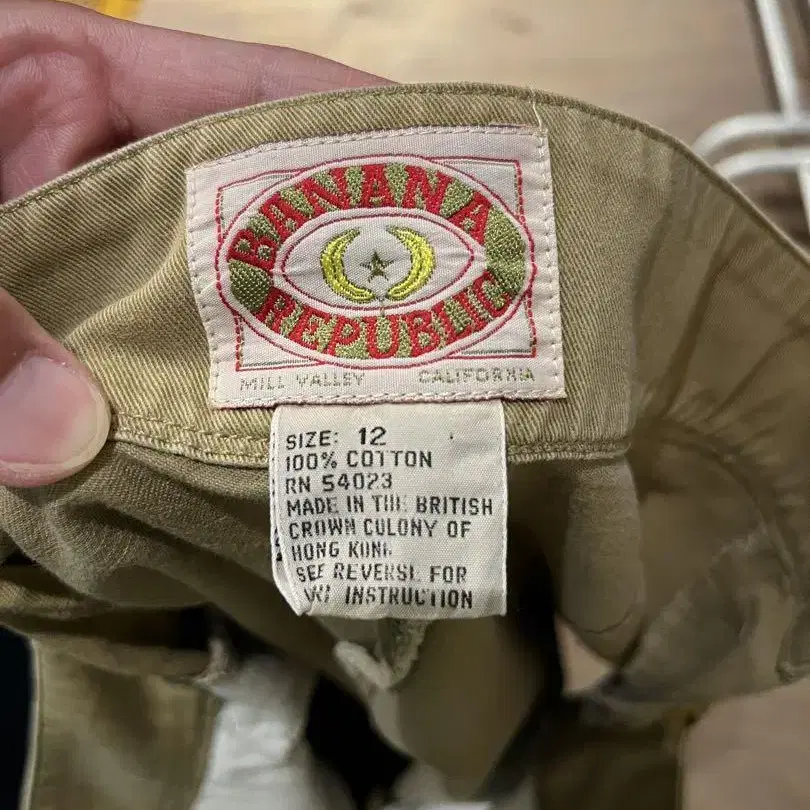 BANANA
REPUBLIC
MILL VALLEY CALIFORNIA
SIZE: 12
100% COTTON
RN 54023
MADE IN THE BRITISH
CROWN COLONY OF
HONG KONG
SEE REVERSE FOR
INSTRUCTION